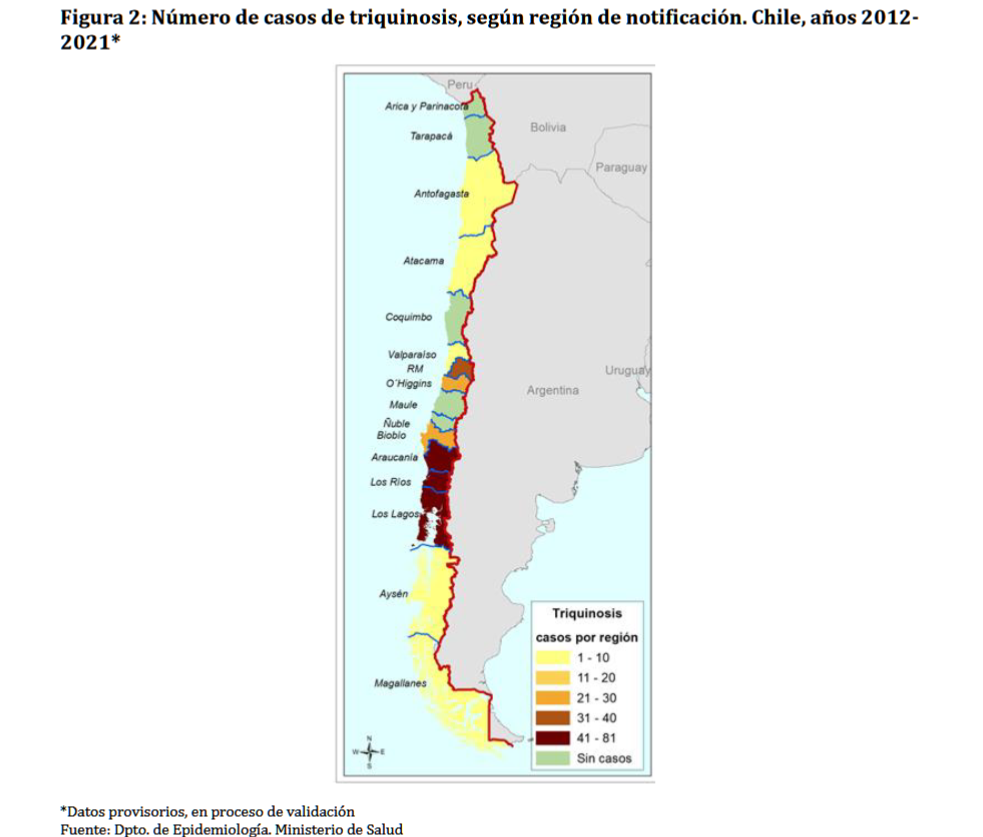 Figura 2: Número de casos de triquinosis, según región de notificación. Chile, años 2012-
2021*
Peru
Arica y Parinacota
Bolivia
Tarapacá
Paraguay
Antofagasta
Atacama
Coquimbo
Valparaíso
RM
Uruguay
O'Higgins
Argentina
Maule
Ñuble
Biobío
Araucanía
Los Ríos
Los Lagos
Aysén
Magallanes
Triquinosis
casos por región
1 - 10
11 - 20
21 - 30
31 - 40
41 - 81
Sin casos
N
W E
S
*Datos provisorios, en proceso de validación
Fuente: Dpto. de Epidemiología. Ministerio de Salud